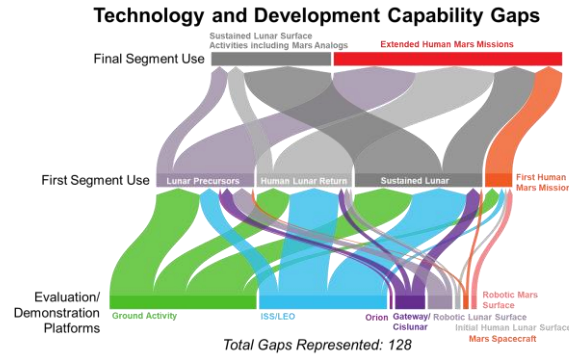 Technology and Development Capability Gaps
Sustained Lunar Surface
Activities including Mars Analogs
Extended Human Mars Missions
Final Segment Use
First Segment Use
Lunar Precursors
Human Lunar Return
Sustained Lunar
First Human
Mars Mission
Evaluation/
Demonstration
Platforms
Ground Activity
ISS/LEO
Orion
Gateway/
Cislunar
Robotic Lunar Surface
Initial Human Lunar Surface
Mars Spacecraft
Robotic Mars
Surface
Total Gaps Represented: 128